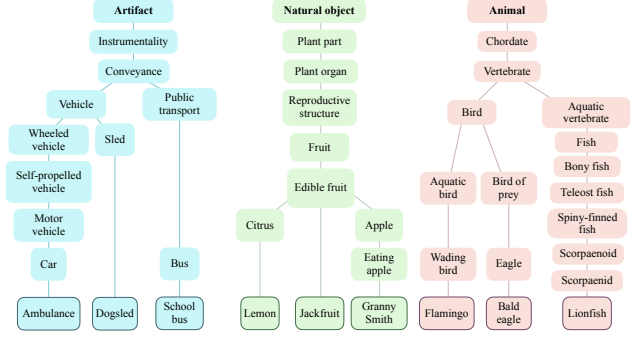 Artifact
Instrumentality
Conveyance
Vehicle
Public
transport
Wheeled
vehicle
Sled
Self-propelled
vehicle
Motor
vehicle
Car
Bus
Ambulance
Dogsled
School
bus
Natural object
Plant part
Plant organ
Reproductive
structure
Fruit
Edible fruit
Citrus
Apple
Eating
apple
Lemon
Jackfruit
Granny
Smith
Animal
Chordate
Vertebrate
Bird
Aquatic
vertebrate
Fish
Bony fish
Aquatic
bird
Bird of
prey
Teleost fish
Spiny-finned
fish
Wading
bird
Eagle
Scorpaenoid
Scorpaenid
Flamingo
Bald
eagle
Lionfish